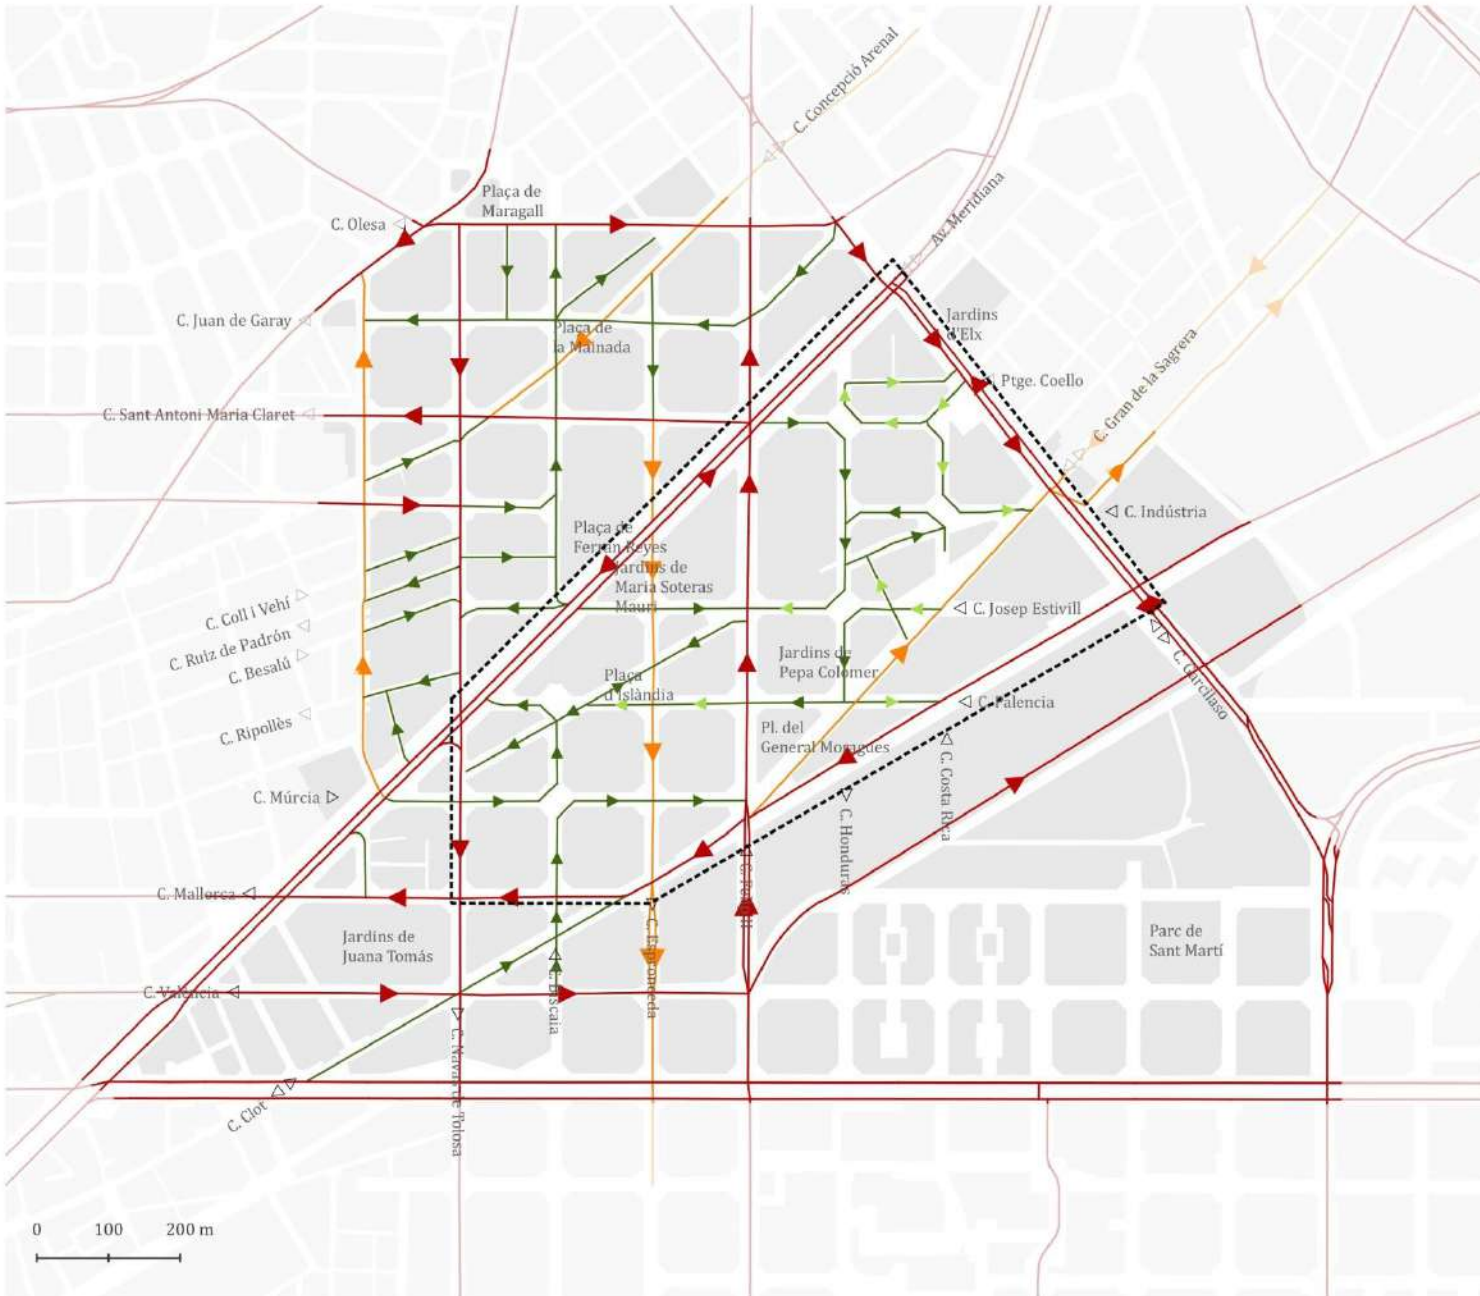 C. Concepció Arenal
Plaça de
Maragall
C. Olesa
Av. Meridiana
C. Juan de Garay
Plaça de
la Mainada
Jardins
d'Elx
Ptge. Coello
C. Gran de la Sagrera
C. Sant Antoni Maria Claret
C. Indústria
Plaça de
Ferran Reyes
Jardins de
Maria Soteras
Mauri
C. Coll i Vehí
C. Josep Estivill
C. Ruiz de Padrón
C. Besalú
Jardins de
Pepa Colomer
C. Garcilaso
Plaça
d'Islàndia
C. Palencia
C. Ripollès
Pl. del
General Moragues
C. Costa Rica
C. Múrcia
C. Honduras
C. Mallorca
Jardins de
Juana Tomás
C. Espronceda
Parc de
Sant Martí
C. València
C. Biscaia
C. Navas de Tolosa
C. Clot
0 100 200 m